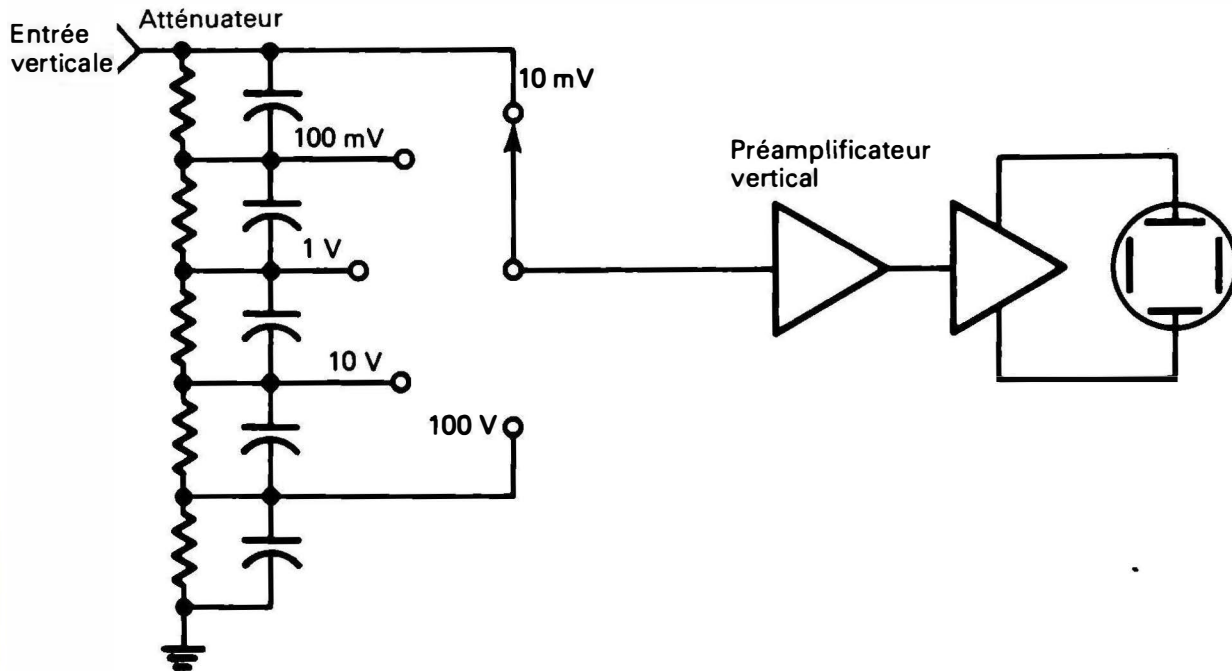 Atténuateur
Entrée
verticale
10 mV
100 mV
Préamplificateur
vertical
1 V
10 V
100 V